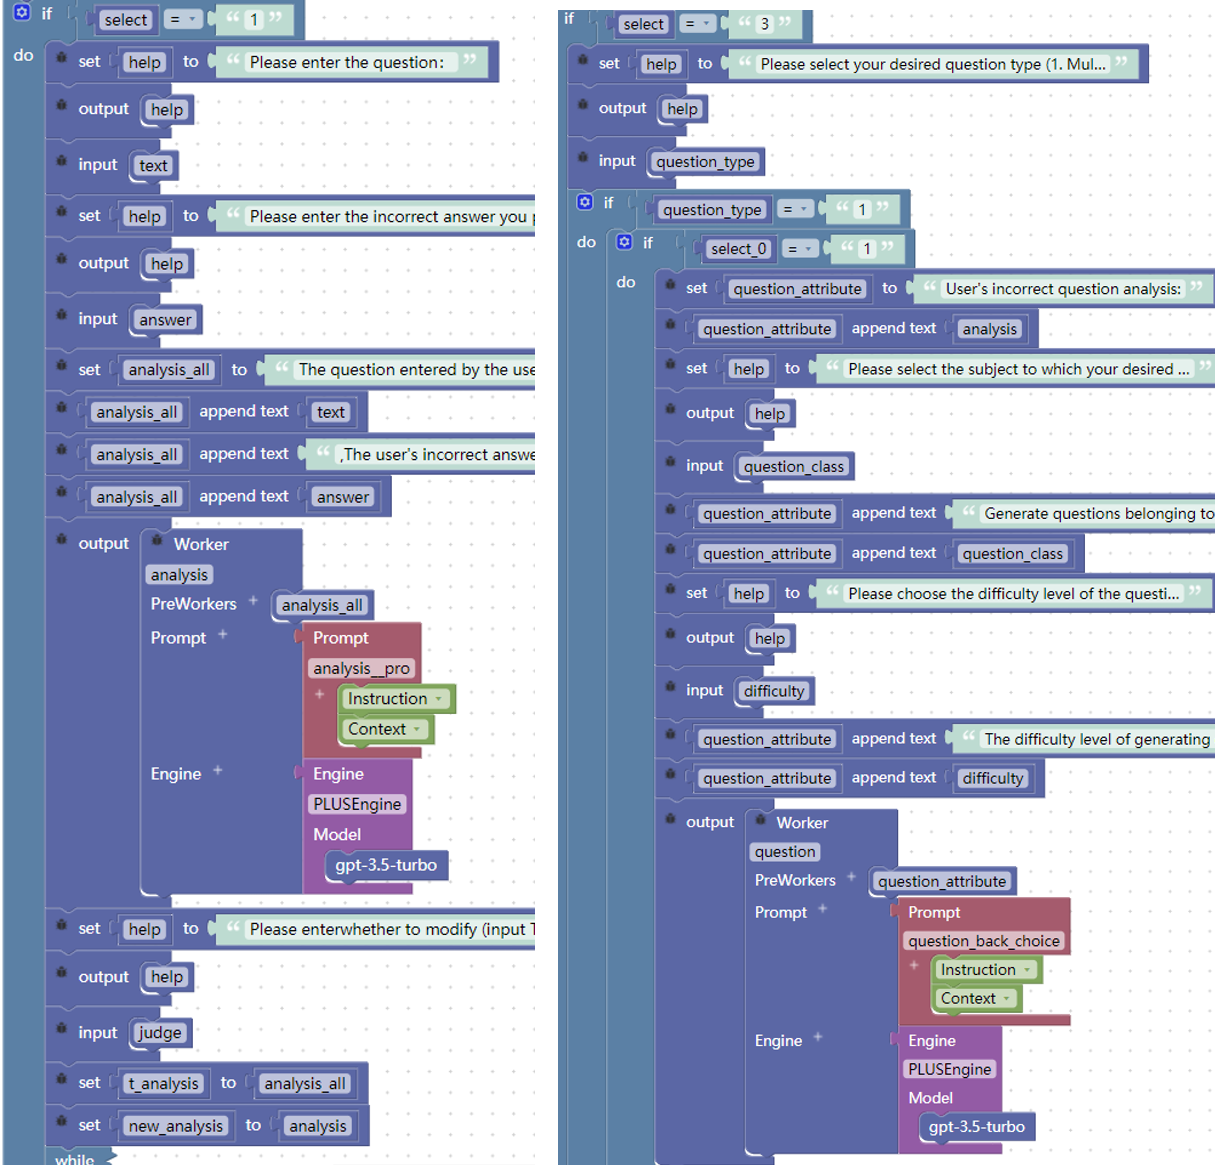 if select = “ 1 ”
do set help to “ Please enter the question: ”
output help
input text
set help to “ Please enter the incorrect answer you p
output help
input answer
set analysis_all to “ The question entered by the use
analysis_all append text text
analysis_all append text “ ,The user's incorrect answe
analysis_all append text answer
output Worker
analysis
PreWorkers + analysis_all
Prompt + Prompt
analysis__pro
+ Instruction
Context
Engine + Engine
PLUSEngine
Model
gpt-3.5-turbo
set help to “ Please enterwhether to modify (input T
output help
input judge
set t_analysis to analysis_all
set new_analysis to analysis
while
if select = “ 3 ”
set help to “ Please select your desired question type (1. Mul... ”
output help
input question_type
if question_type = “ 1 ”
do if select_0 = “ 1 ”
do set question_attribute to “ User's incorrect question analysis: ”
question_attribute append text analysis
set help to “ Please select the subject to which your desired ... ”
output help
input question_class
question_attribute append text “ Generate questions belonging to
question_attribute append text question_class
set help to “ Please choose the difficulty level of the questi... ”
output help
input difficulty
question_attribute append text “ The difficulty level of generating
question_attribute append text difficulty
output Worker
question
PreWorkers + question_attribute
Prompt + Prompt
question_back_choice
+ Instruction
Context
Engine + Engine
PLUSEngine
Model
gpt-3.5-turbo